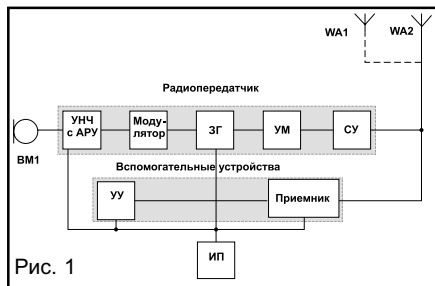 WA1 WA2
Радиопередатчик
УНЧ
с АРУ
Моду-
лятор
ЗГ
УМ
СУ
BM1
Вспомогательные устройства
УУ
Приемник
ИП
Рис. 1